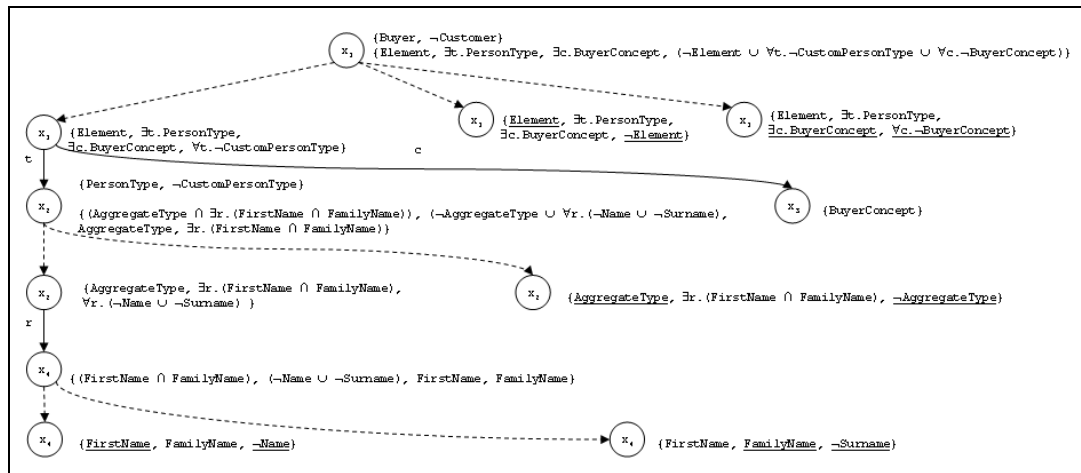 x₁ {Buyer, ¬Customer}
{Element, ∃t.PersonType, ∃c.BuyerConcept, (¬Element ∪ ∀t.¬CustomPersonType ∪ ∀c.¬BuyerConcept)}
x₁ {Element, ∃t.PersonType,
∃c.BuyerConcept, ∀t.¬CustomPersonType}
x₁ {Element, ∃t.PersonType,
∃c.BuyerConcept, ¬Element}
x₁ {Element, ∃t.PersonType,
∃c.BuyerConcept, ∀c.¬BuyerConcept}
t
c
x₂ {PersonType, ¬CustomPersonType}
{(AggregateType ∩ ∃r.(FirstName ∩ FamilyName)), (¬AggregateType ∪ ∀r.(¬Name ∪ ¬Surname),
AggregateType, ∃r.(FirstName ∩ FamilyName)}
x₃ {BuyerConcept}
x₂ {AggregateType, ∃r.(FirstName ∩ FamilyName),
∀r.(¬Name ∪ ¬Surname) }
x₂ {AggregateType, ∃r.(FirstName ∩ FamilyName), ¬AggregateType}
r
x₄ {(FirstName ∩ FamilyName), (¬Name ∪ ¬Surname), FirstName, FamilyName}
x₄ {FirstName, FamilyName, ¬Name}
x₄ {FirstName, FamilyName, ¬Surname}